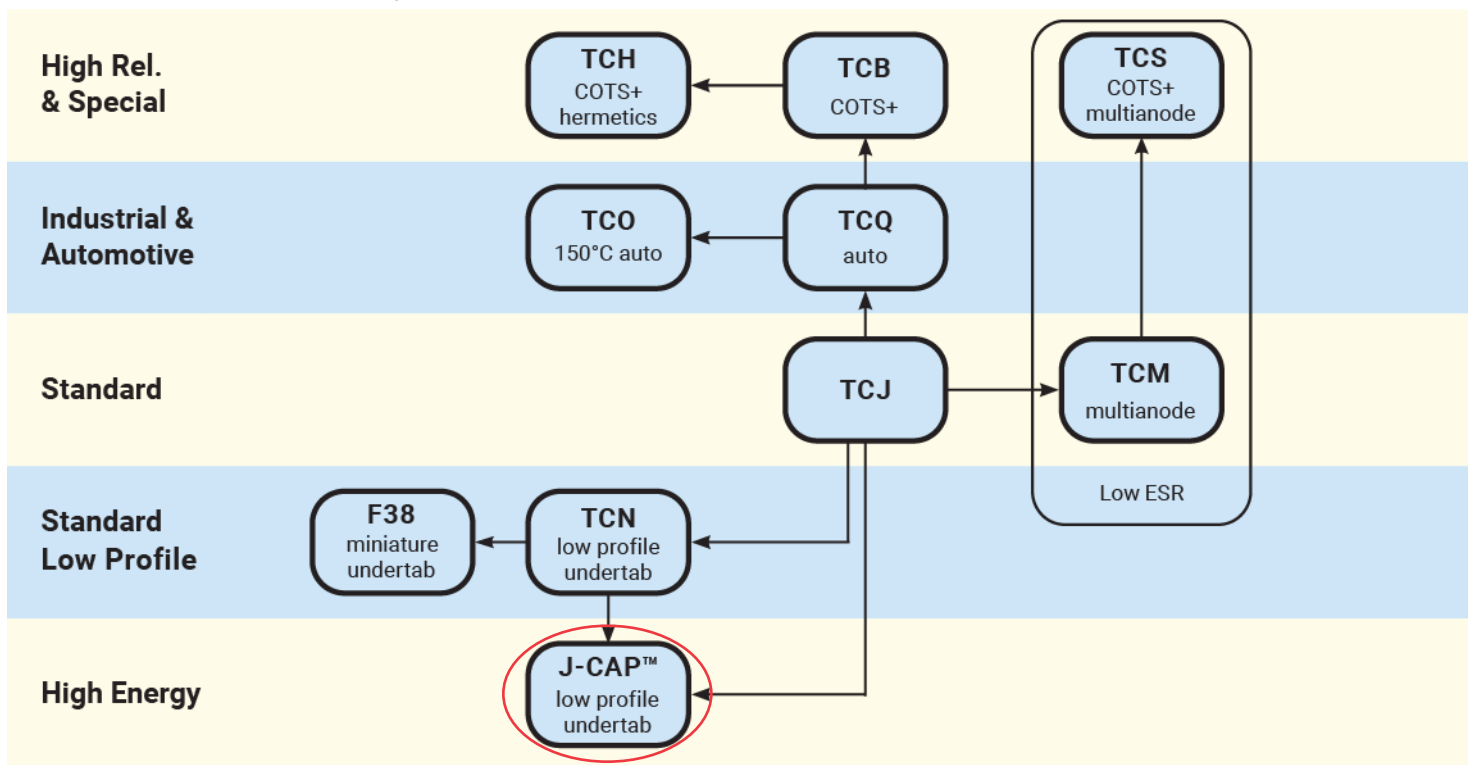 High Rel.
& Special
TCH
COTS+
hermetics
TCB
COTS+
TCS
COTS+
multianode
Industrial &
Automotive
TCO
150°C auto
TCQ
auto
Standard
TCJ
TCM
multianode
Standard
Low Profile
F38
miniature
undertab
TCN
low profile
undertab
Low ESR
High Energy
J-CAP™
low profile
undertab